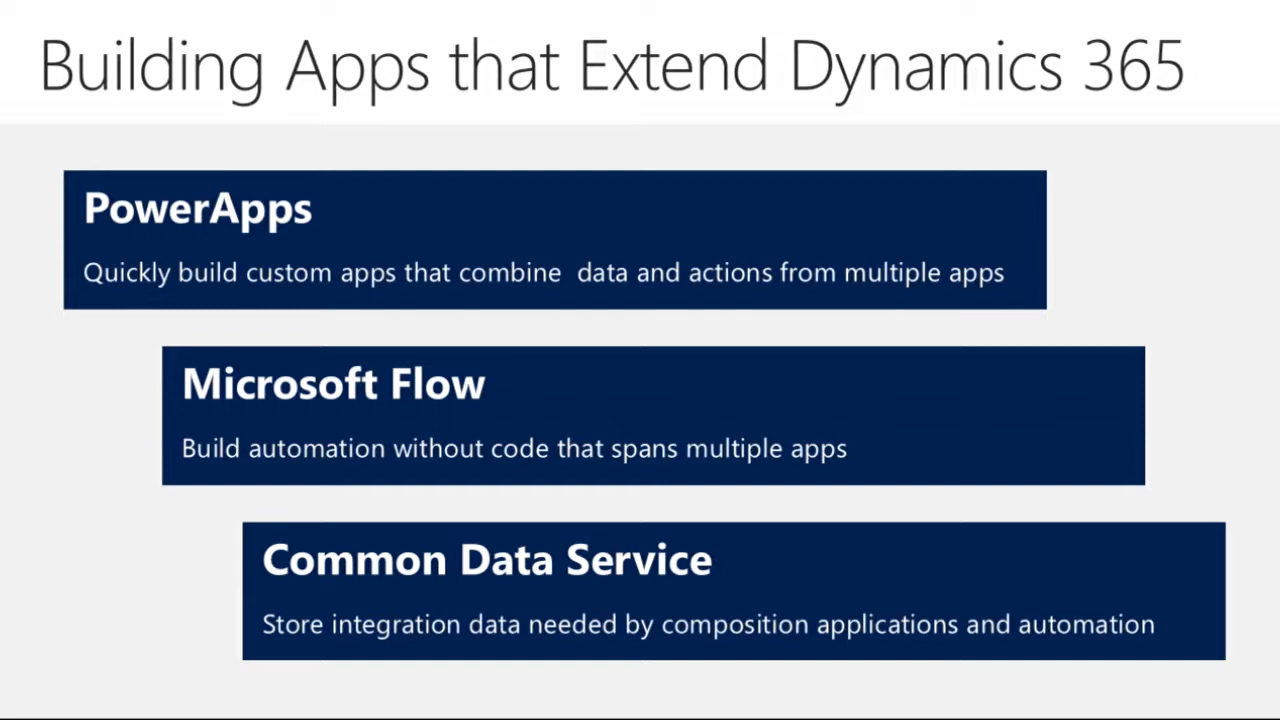 Building Apps that Extend Dynamics 365
PowerApps
Quickly build custom apps that combine  data and actions from multiple apps
Microsoft Flow
Build automation without code that spans multiple apps
Common Data Service
Store integration data needed by composition applications and automation